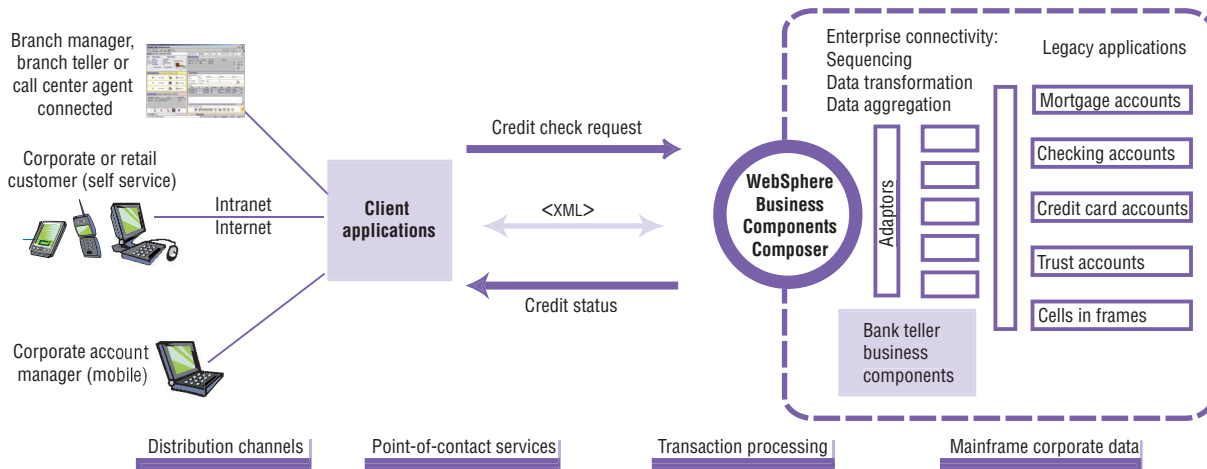 Branch manager,
branch teller or
call center agent
connected
Corporate or retail
customer (self service)
Intranet
Internet
Corporate account
manager (mobile)
Client
applications
Credit check request
<XML>
Credit status
WebSphere
Business
Components
Composer
Enterprise connectivity:
Sequencing
Data transformation
Data aggregation
Adaptors
Bank teller
business
components
Legacy applications
Mortgage accounts
Checking accounts
Credit card accounts
Trust accounts
Cells in frames
Distribution channels
Point-of-contact services
Transaction processing
Mainframe corporate data